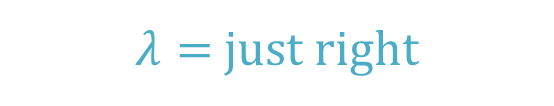 λ = just right